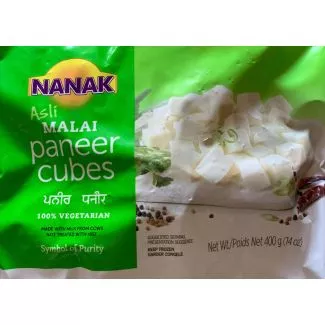 NANAK
Asli
MALAI
paneer
cubes
ਪਨੀਰ पनीर
100% VEGETARIAN
MADE WITH MILK FROM COWS
NOT TREATED WITH rBST
Symbol of Purity
SUGGESTED SERVING
PRÉSENTATION SUGGÉRÉE
KEEP FROZEN
GARDER CONGELÉ
Net Wt./Poids Net 400 g (14 oz)